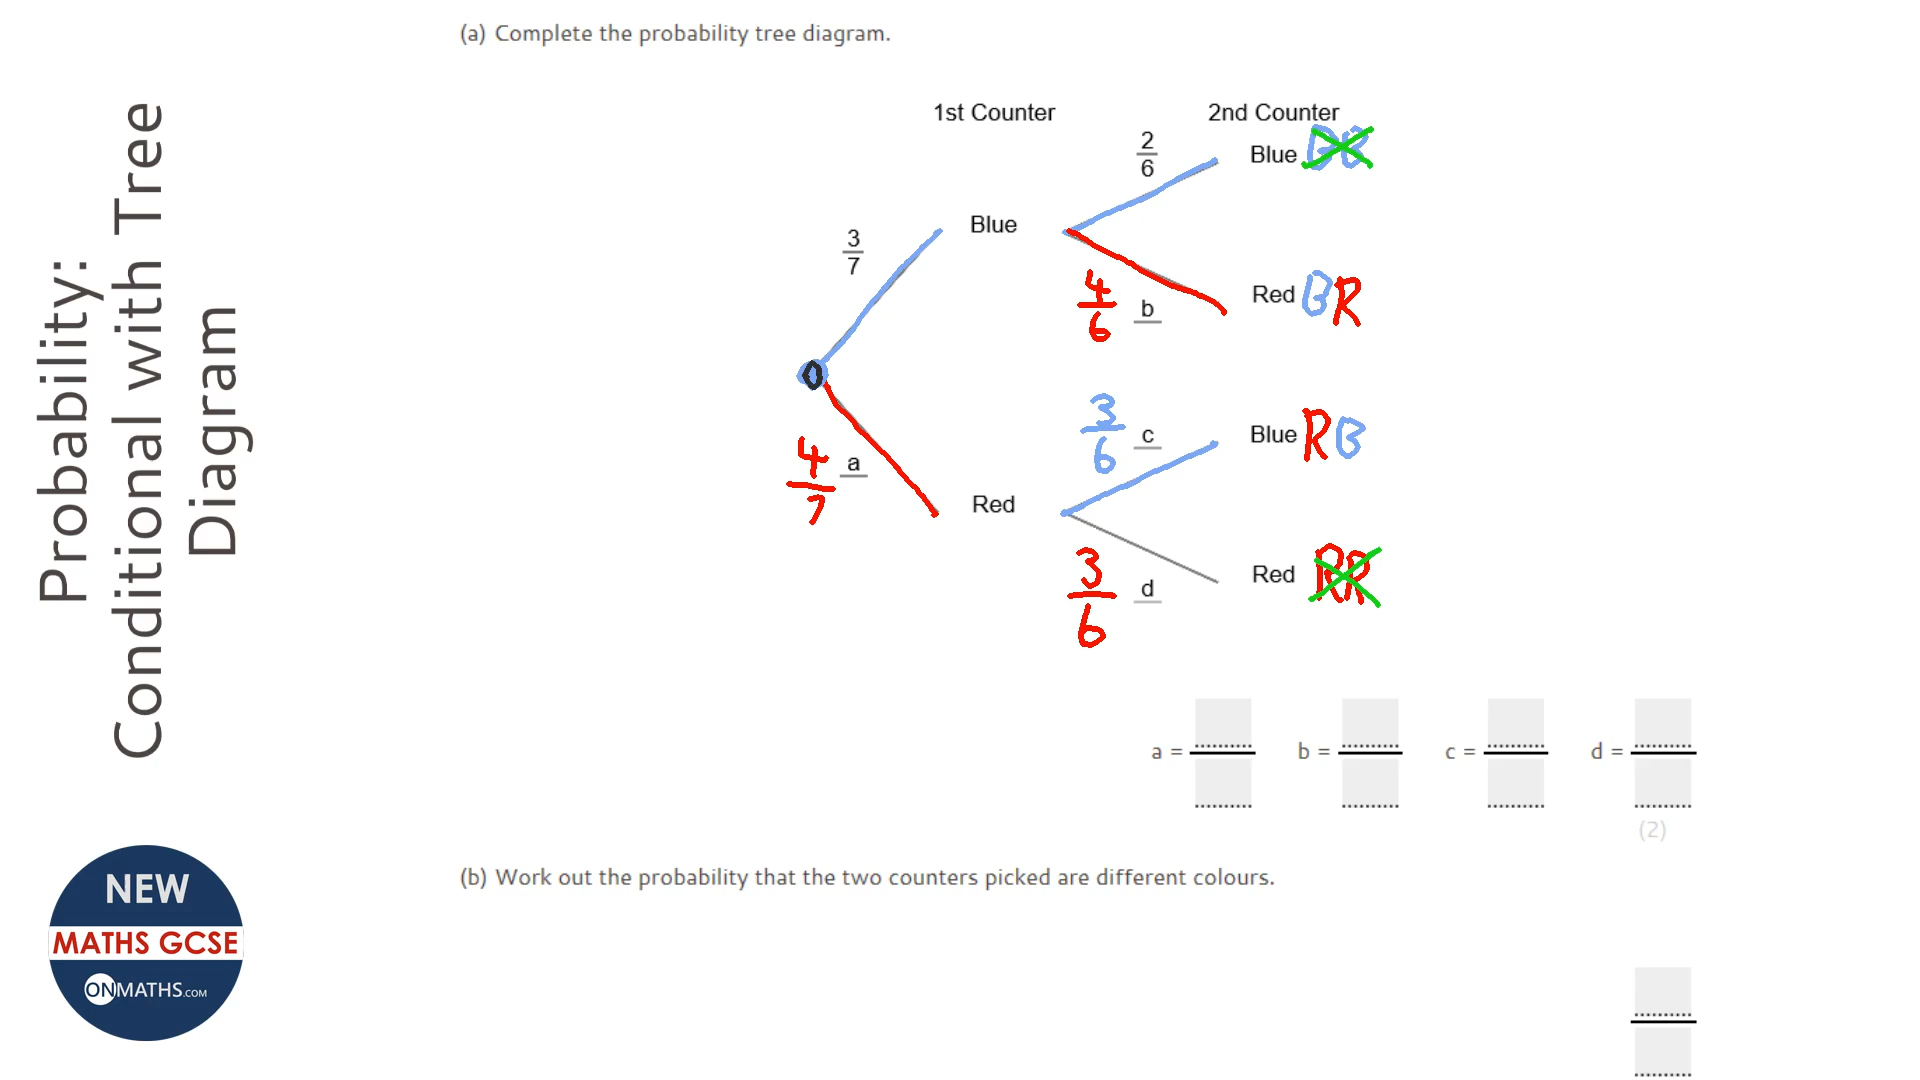 Probability:
Conditional with Tree
Diagram
(a) Complete the probability tree diagram.
1st Counter
2nd Counter
2
6
Blue
3
7
Blue
4
6
b
Red BR
4
7
a
3
6
c
Blue RB
Red
3
6
d
Red RR
a =
b =
c =
d =
(2)
(b) Work out the probability that the two counters picked are different colours.
NEW
MATHS GCSE
ONMATHS.COM